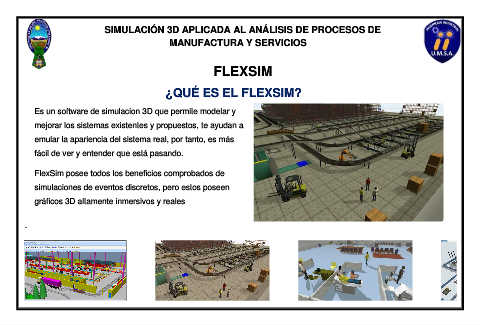 SIMULACIÓN 3D APLICADA AL ANÁLISIS DE PROCESOS DE
MANUFACTURA Y SERVICIOS
U.M.S.A.
FLEXSIM
¿QUÉ ES EL FLEXSIM?
Es un software de simulacion 3D que permite modelar y
mejorar los sistemas existentes y propuestos, te ayudan a
emular la apariencia del sistema real, por tanto, es más
fácil de ver y entender que está pasando.
FlexSim posee todos los beneficios comprobados de
simulaciones de eventos discretos, pero estos poseen
gráficos 3D altamente inmersivos y reales
.